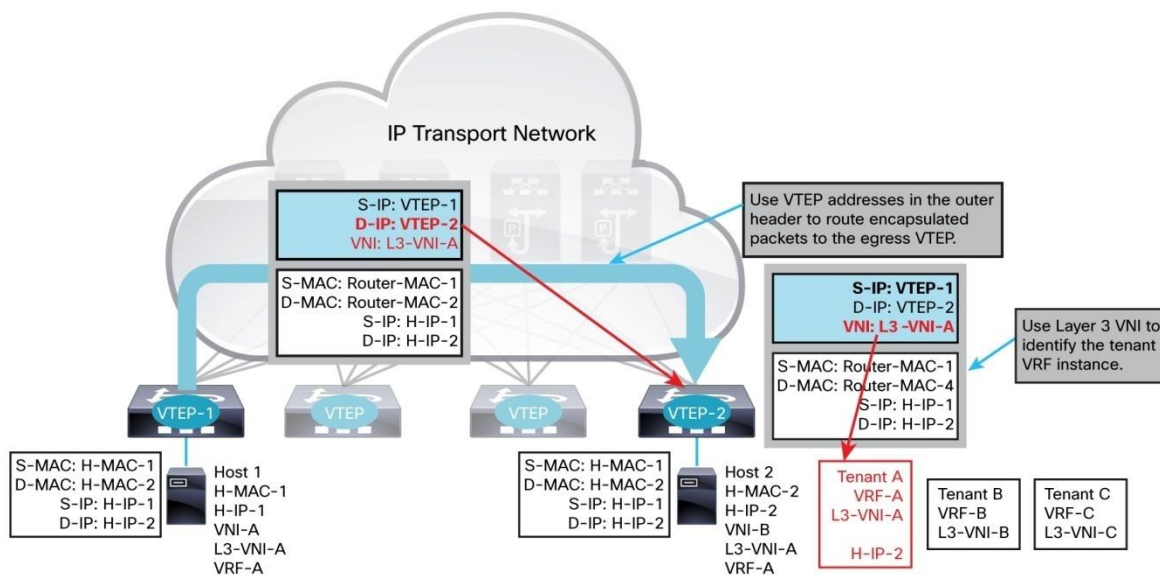 IP Transport Network
S-IP: VTEP-1
D-IP: VTEP-2
VNI: L3-VNI-A
S-MAC: Router-MAC-1
D-MAC: Router-MAC-2
S-IP: H-IP-1
D-IP: H-IP-2
Use VTEP addresses in the outer
header to route encapsulated
packets to the egress VTEP.
S-IP: VTEP-1
D-IP: VTEP-2
VNI: L3 -VNI-A
S-MAC: Router-MAC-1
D-MAC: Router-MAC-4
S-IP: H-IP-1
D-IP: H-IP-2
Use Layer 3 VNI to
identify the tenant
VRF instance.
P
P
VTEP-1
VTEP
VTEP
VTEP-2
S-MAC: H-MAC-1
D-MAC: H-MAC-2
S-IP: H-IP-1
D-IP: H-IP-2
Host 1
H-MAC-1
H-IP-1
VNI-A
L3-VNI-A
VRF-A
S-MAC: H-MAC-1
D-MAC: H-MAC-2
S-IP: H-IP-1
D-IP: H-IP-2
Host 2
H-MAC-2
H-IP-2
VNI-B
L3-VNI-A
VRF-A
Tenant A
VRF-A
L3-VNI-A
H-IP-2
Tenant B
VRF-B
L3-VNI-B
Tenant C
VRF-C
L3-VNI-C